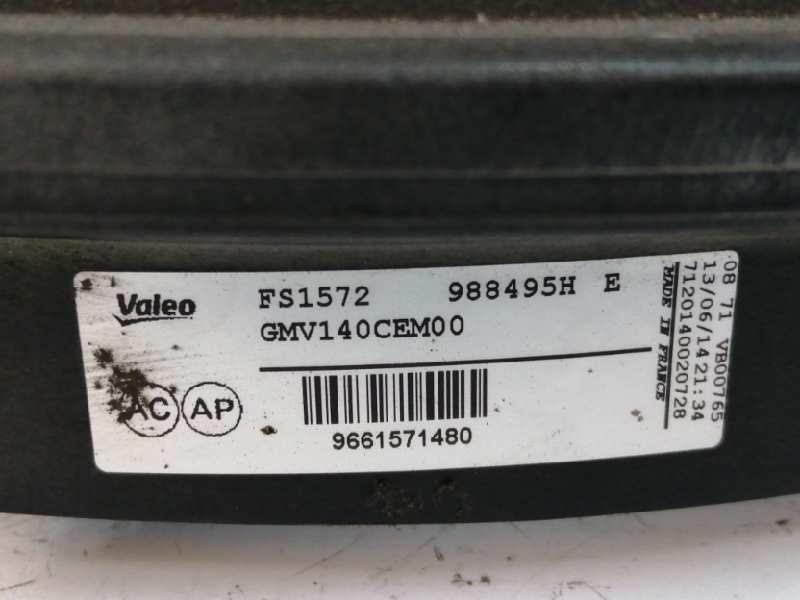 Valeo
FS1572 988495H E
GMV140CEM00
AC AP
9661571480
MADE IN FRANCE
7120140020728
13/06/14 21:34
08 71 VB00765